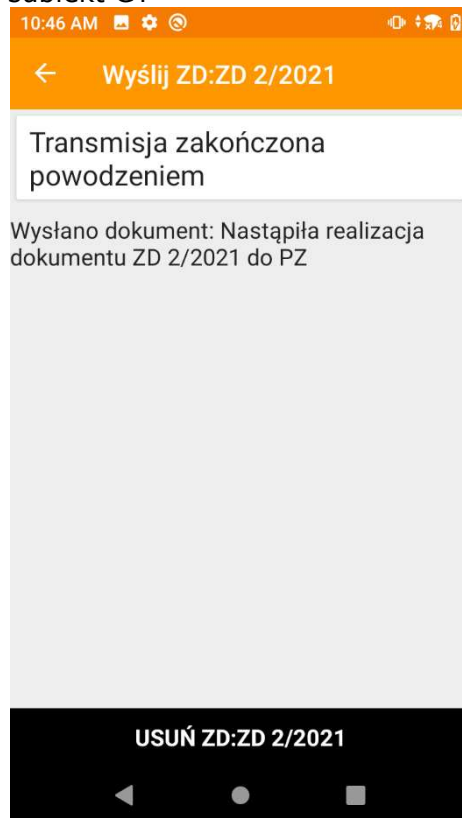 10:46 AM
Wyślij ZD:ZD 2/2021
Transmisja zakończona
powodzeniem
Wysłano dokument: Nastąpiła realizacja
dokumentu ZD 2/2021 do PZ
USUŃ ZD:ZD 2/2021